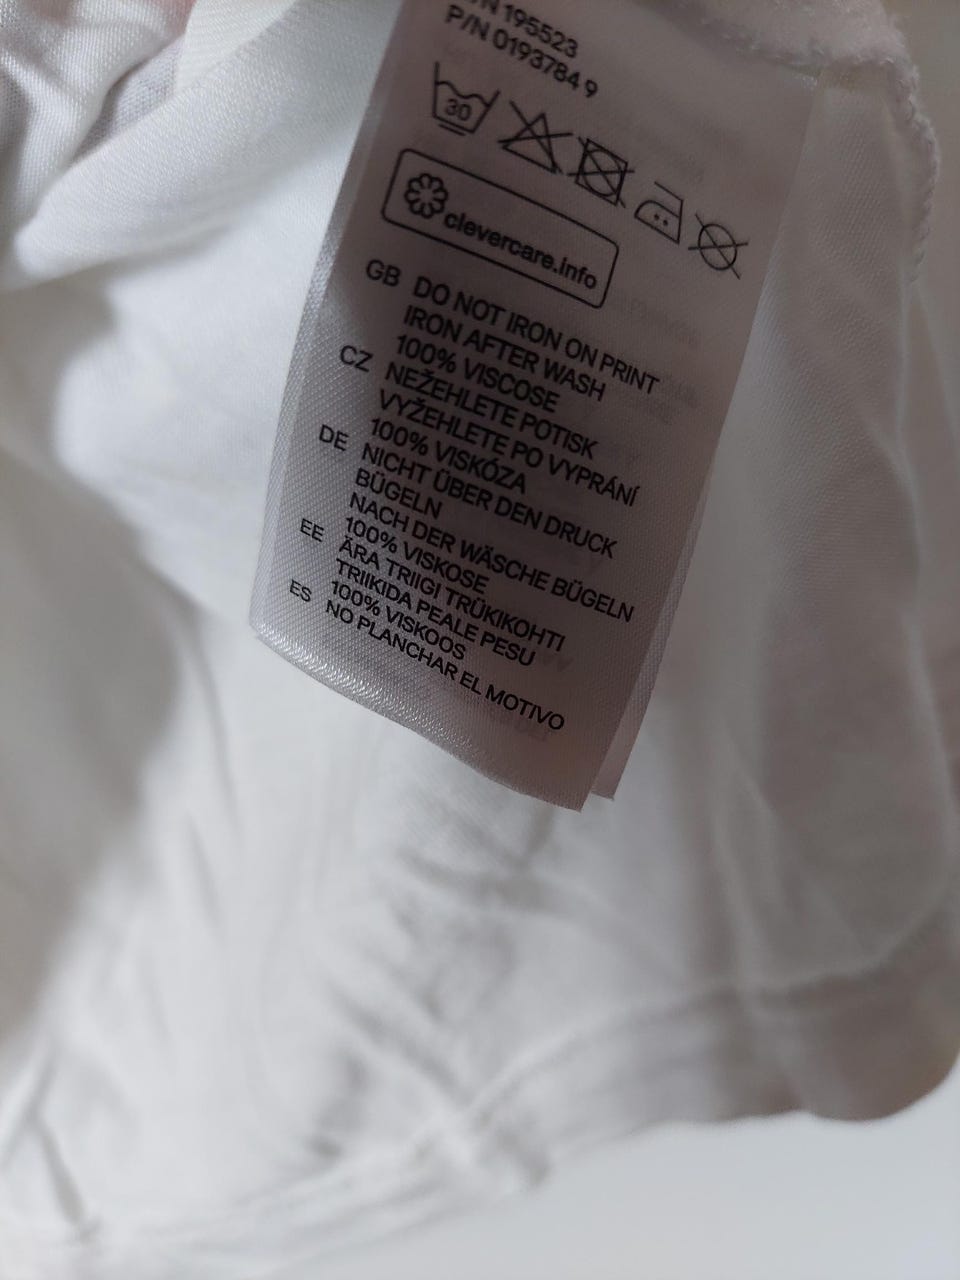 195523
P/N 0193784 9
30
clevercare.info
GB DO NOT IRON ON PRINT
IRON AFTER WASH
100% VISCOSE
CZ NEŽEHLETE POTISK
VYŽEHLETE PO VYPRÁNÍ
100% VISKÓZA
DE NICHT ÜBER DEN DRUCK
BÜGELN
NACH DER WÄSCHE BÜGELN
100% VISKOSE
EE ÄRA TRIIGI TRÜKIKOHTI
TRIIKIDA PEALE PESU
100% VISKOOS
ES NO PLANCHAR EL MOTIVO